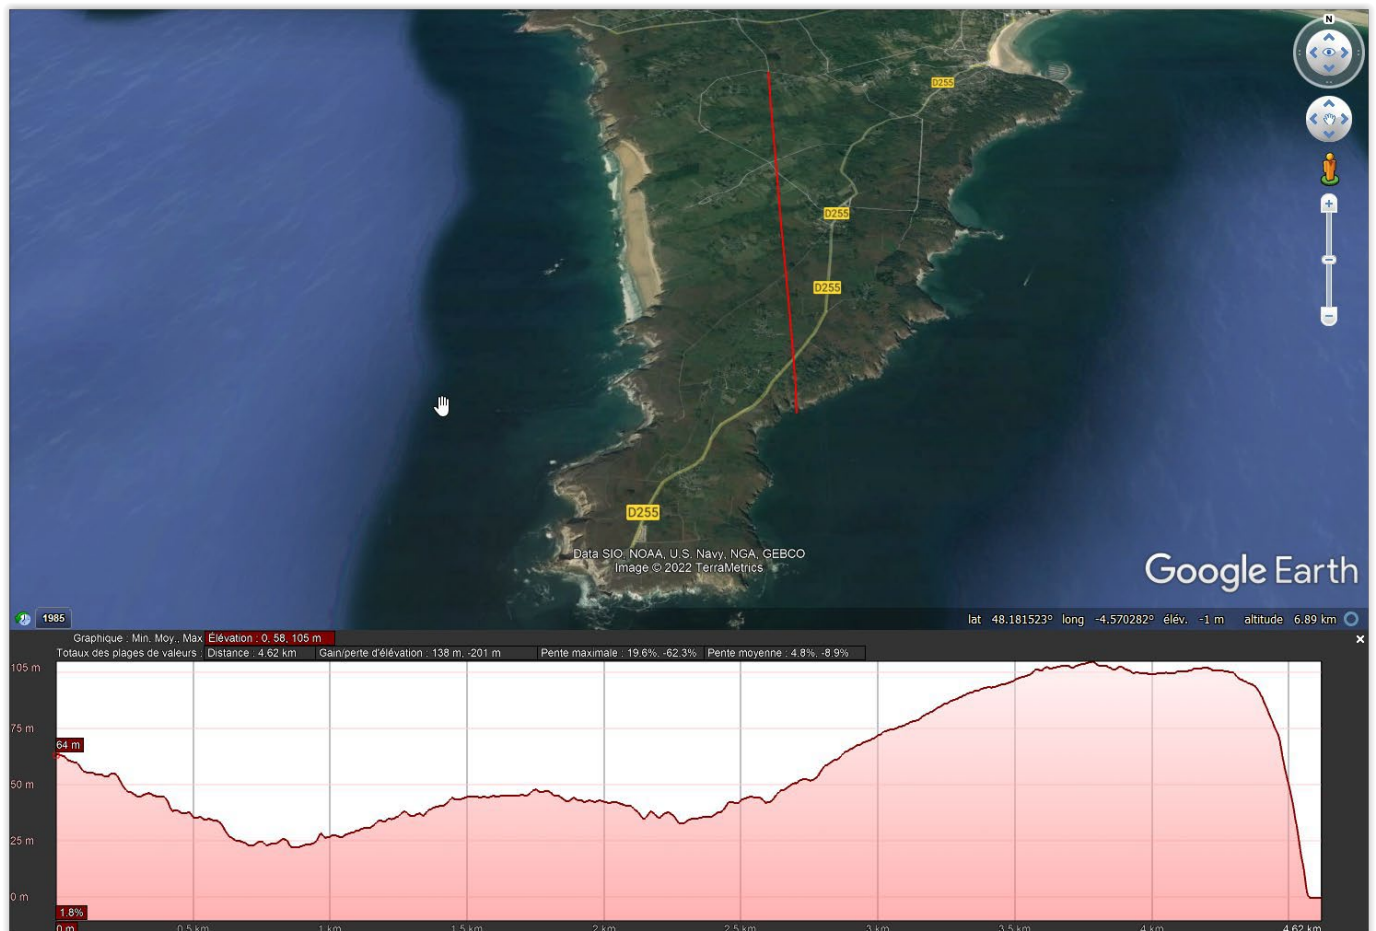 N
D255
D255
D255
D255
Data SIO, NOAA, U.S. Navy, NGA, GEBCO
Image © 2022 TerraMetrics
Google Earth
1985
lat 48.181523° long -4.570282° élév. -1 m altitude 6.89 km
Graphique : Min. Moy., Max Élévation : 0, 58, 105 m
Totaux des plages de valeurs : Distance : 4.62 km Gain/perte d'élévation : 138 m, -201 m Pente maximale : 19.6%, -62.3% Pente moyenne : 4.8%, -8.9%
105 m
75 m
64 m
50 m
25 m
0 m
1.8%
0 m 0.5 km 1 km 1.5 km 2 km 2.5 km 3 km 3.5 km 4 km 4.62 km